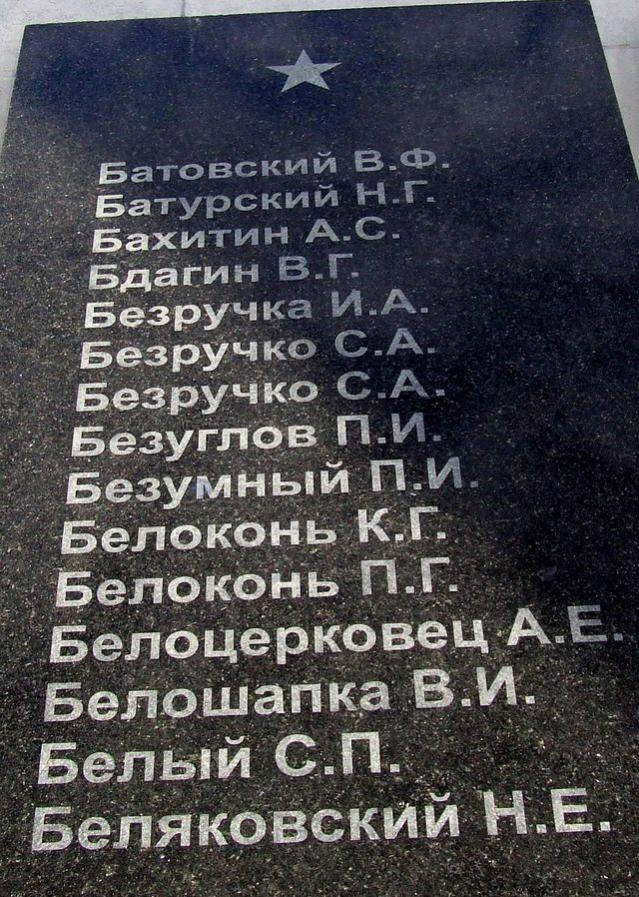 Батовский В.Ф.
Батурский Н.Г.
Бахитин А.С.
Бдагин В.Г.
Безручка И.А.
Безручко С.А.
Безручко С.А.
Безуглов П.И.
Безумный П.И.
Белоконь К.Г.
Белоконь П.Г.
Белоцерковец А.Е.
Белошапка В.И.
Белый С.П.
Беляковский Н.Е.